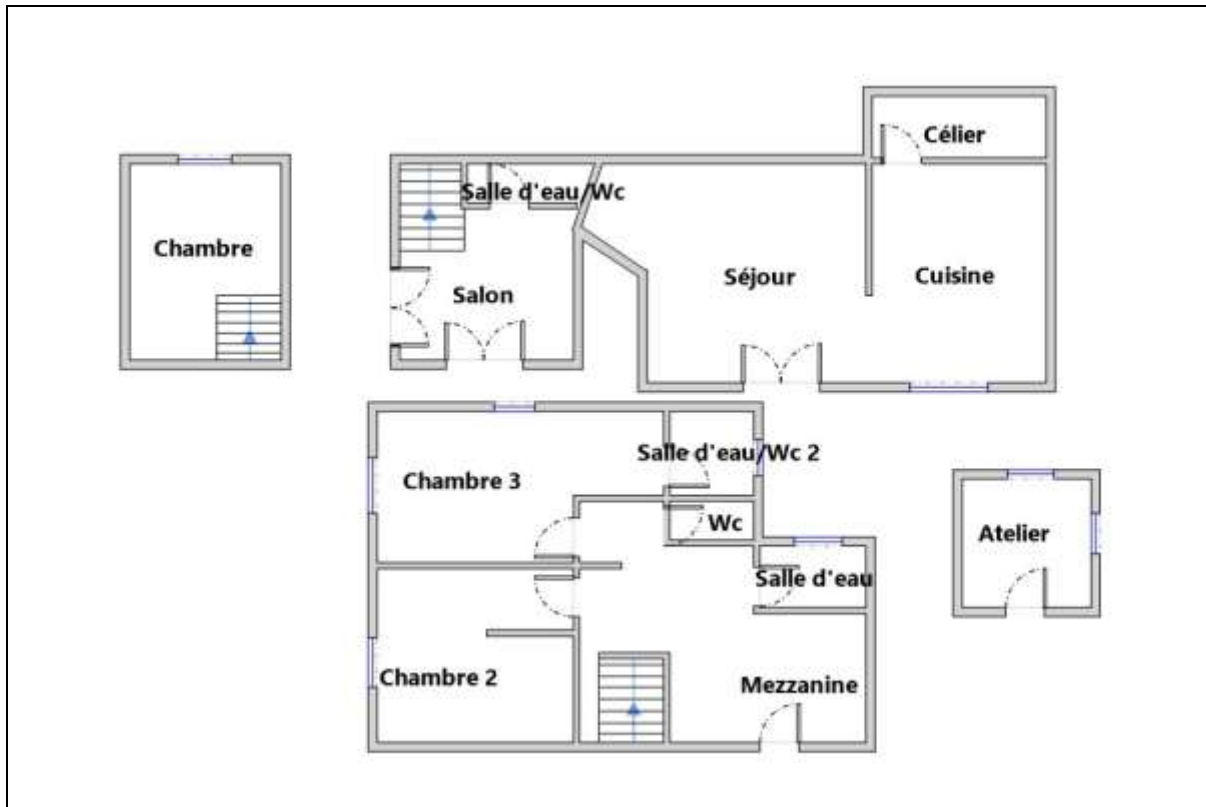 Célier
Salle d'eau/Wc
Chambre
Séjour
Cuisine
Salon
Salle d'eau/Wc 2
Chambre 3
Wc
Atelier
Salle d'eau
Chambre 2
Mezzanine